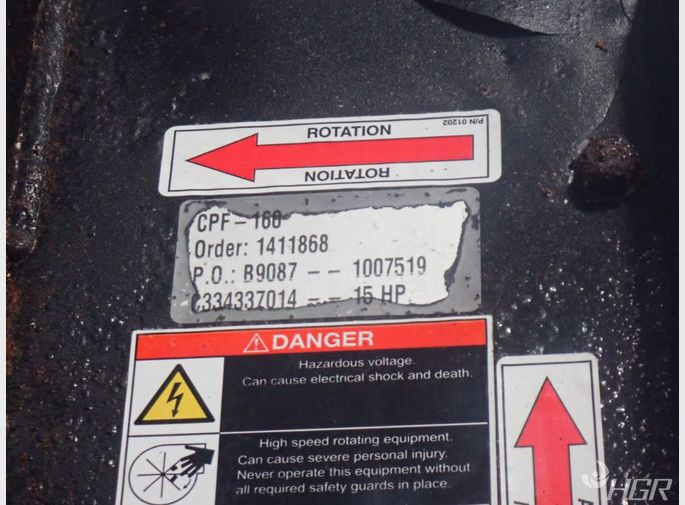 P/N 01202
ROTATION
ROTATION
CPF-168
Order: 1411868
P.O.: B9087 -- 1007519
C334337014 -- 15 HP
DANGER
Hazardous voltage.
Can cause electrical shock and death.
High speed rotating equipment.
Can cause severe personal injury.
Never operate this equipment without
all required safety guards in place.
HGR